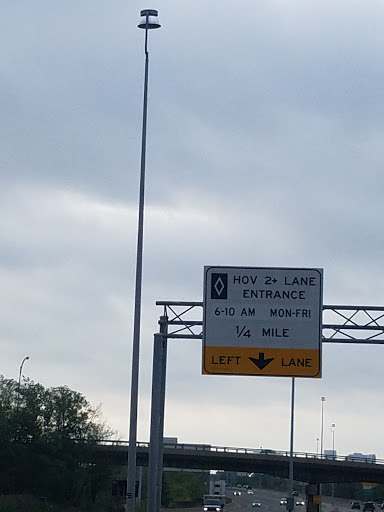 HOV 2+ LANE
ENTRANCE
6-10 AM MON-FRI
1/4 MILE
LEFT LANE